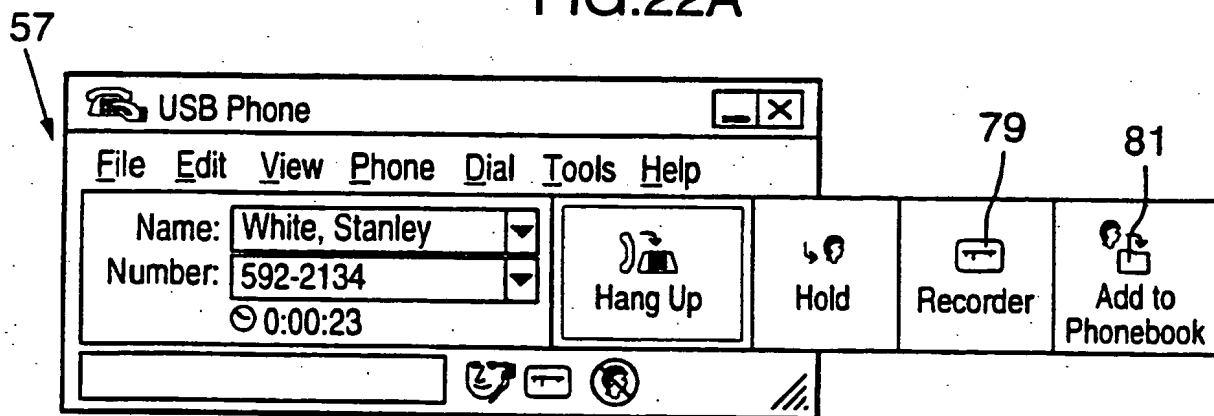 FIG.22A
57
USB Phone
79
81
File Edit View Phone Dial Tools Help
Name: White, Stanley
Number: 592-2134
0:00:23
Hang Up
Hold
Recorder
Add to
Phonebook